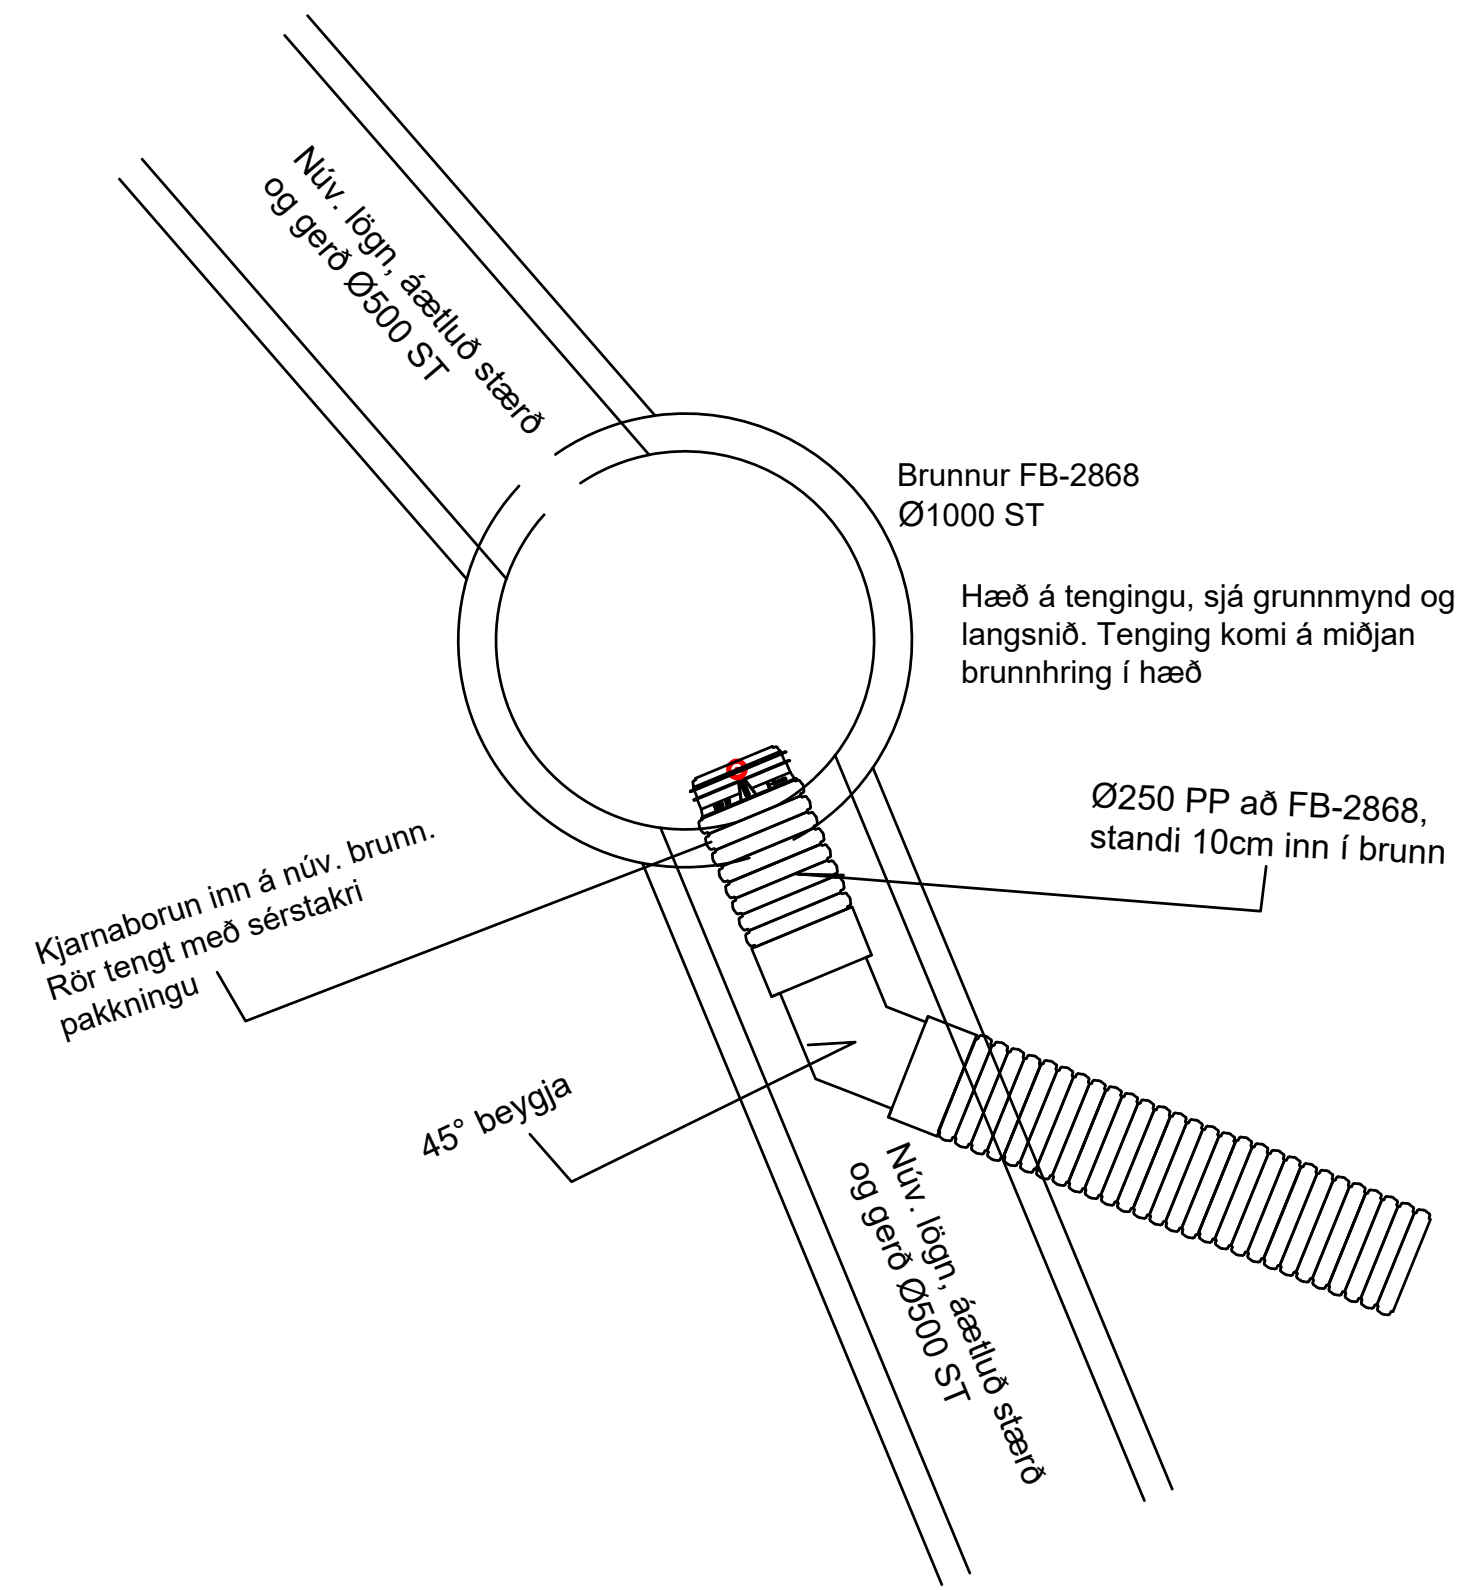 Núv. lögn, áætluð stærð
og gerð Ø500 ST
Brunnur FB-2868
Ø1000 ST
Hæð á tengingu, sjá grunnmynd og
langsnið. Tenging komi á miðjan
brunnhring í hæð
Ø250 PP að FB-2868,
standi 10cm inn í brunn
Kjarnaborun inn á núv. brunn.
Rör tengt með sérstakri
pakkningu
45° beygja
Núv. lögn, áætluð stærð
og gerð Ø500 ST